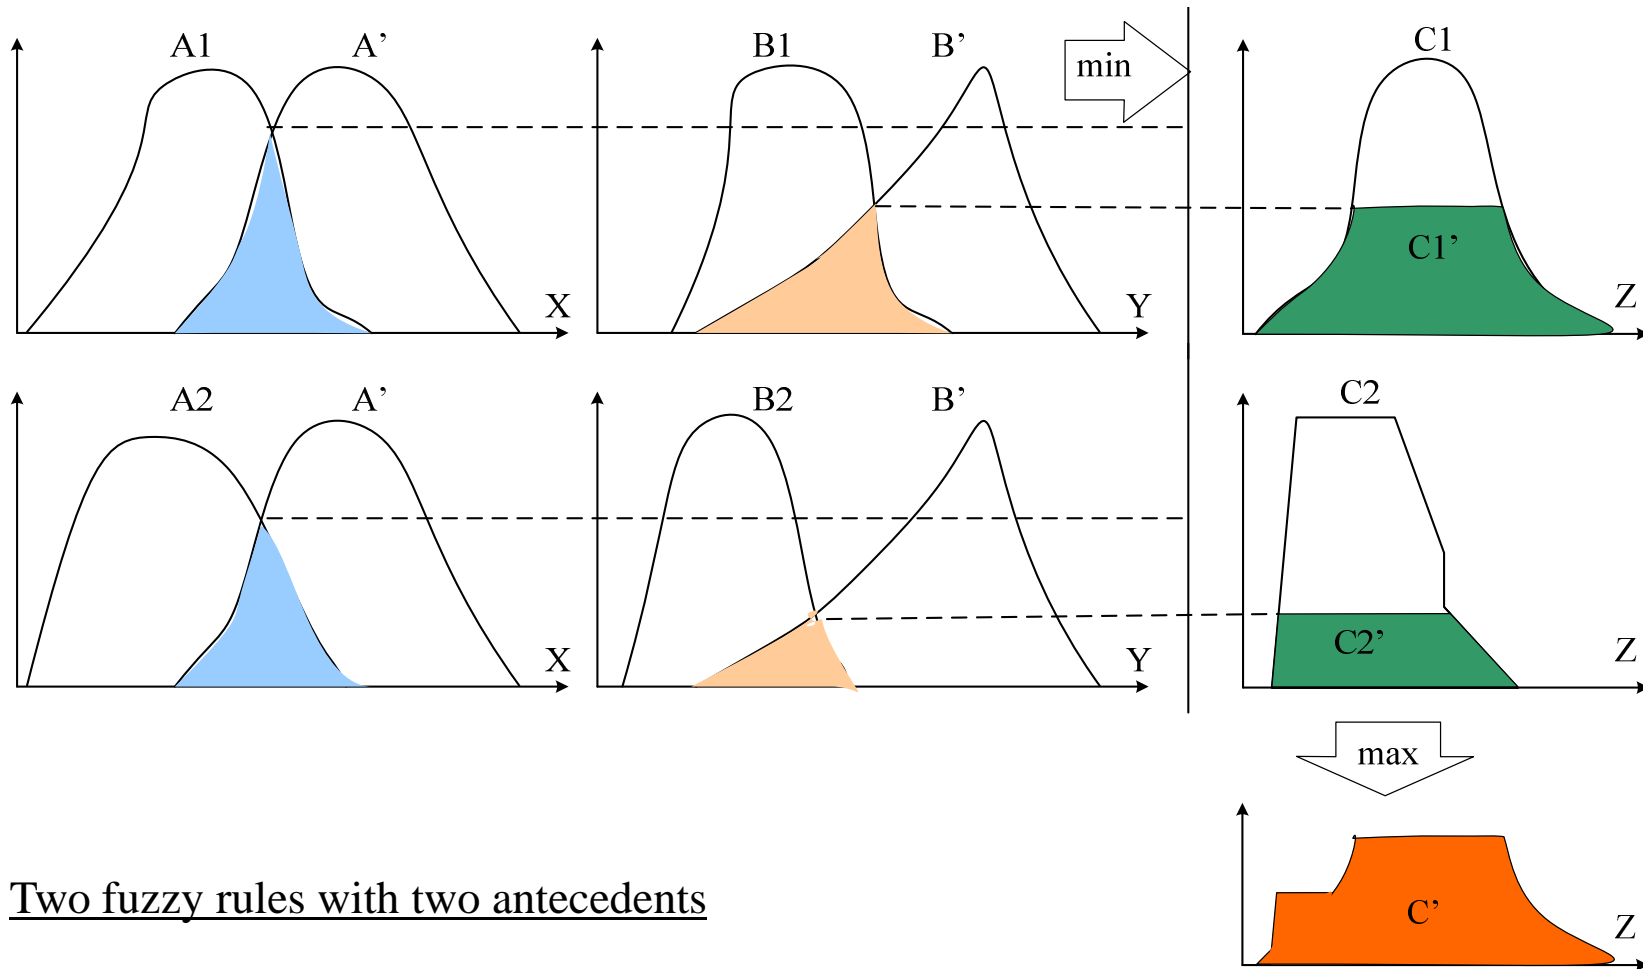 A1 A’ B1 B’ min C1
C1’
X Y Z
A2 A’ B2 B’ C2
C2’
X Y Z
max
Two fuzzy rules with two antecedents
C’
Z